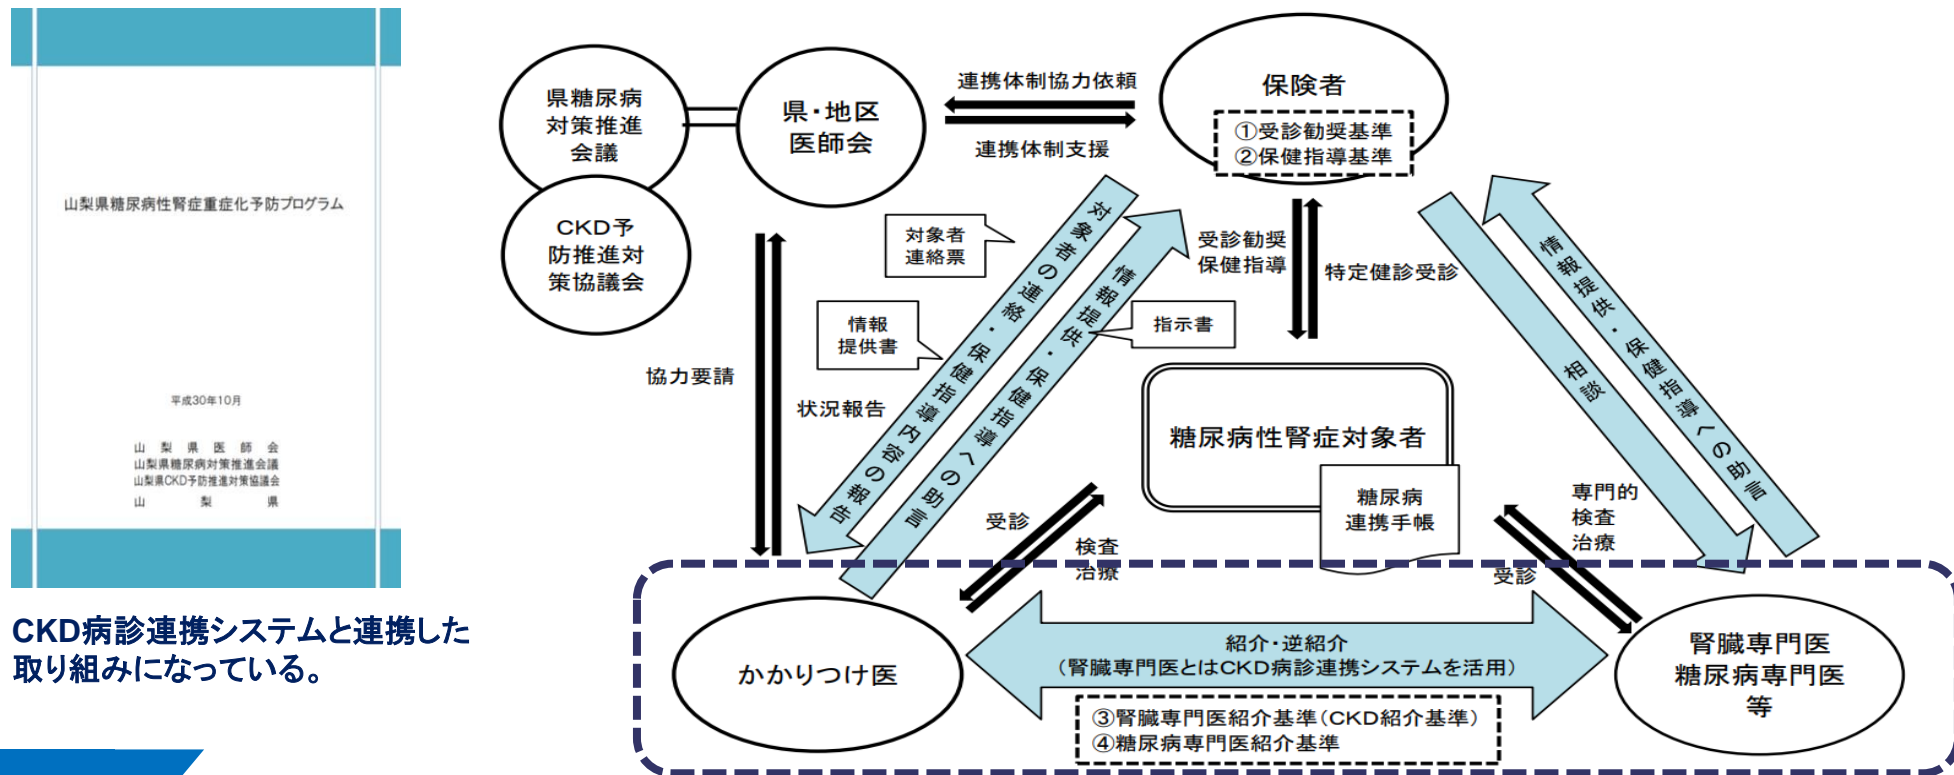 山梨県糖尿病性腎症重症化予防プログラム
平成30年10月
山梨県医師会
山梨県糖尿病対策推進会議
山梨県CKD予防推進対策協議会
山梨県
CKD病診連携システムと連携した
取り組みになっている。
県糖尿病
対策推進
会議
県・地区
医師会
CKD予
防推進対
策協議会
連携体制協力依頼
連携体制支援
保険者
①受診勧奨基準
②保健指導基準
対象者
連絡票
情報
提供書
対象者の連絡・保健指導内容の報告
情報提供・保健指導への助言
指示書
受診勧奨
保健指導
特定健診受診
相談
情報提供・保健指導への助言
協力要請
状況報告
糖尿病性腎症対象者
糖尿病
連携手帳
受診
検査
治療
専門的
検査
治療
受診
かかりつけ医
紹介・逆紹介
（腎臓専門医とはCKD病診連携システムを活用）
③腎臓専門医紹介基準（CKD紹介基準）
④糖尿病専門医紹介基準
腎臓専門医
糖尿病専門医
等